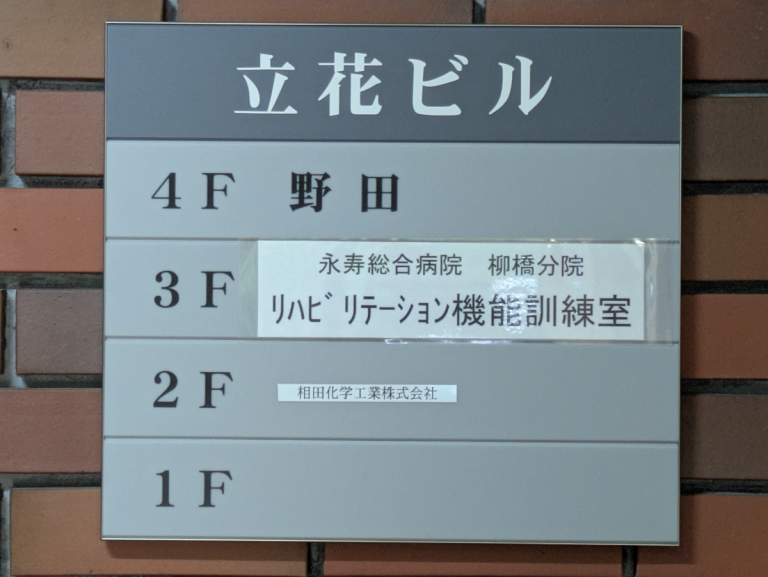 立花ビル
4F 野田
永寿総合病院　柳橋分院
3F ﾘﾊﾋﾞﾘﾃｰｼｮﾝ機能訓練室
2F 相田化学工業株式会社
1F